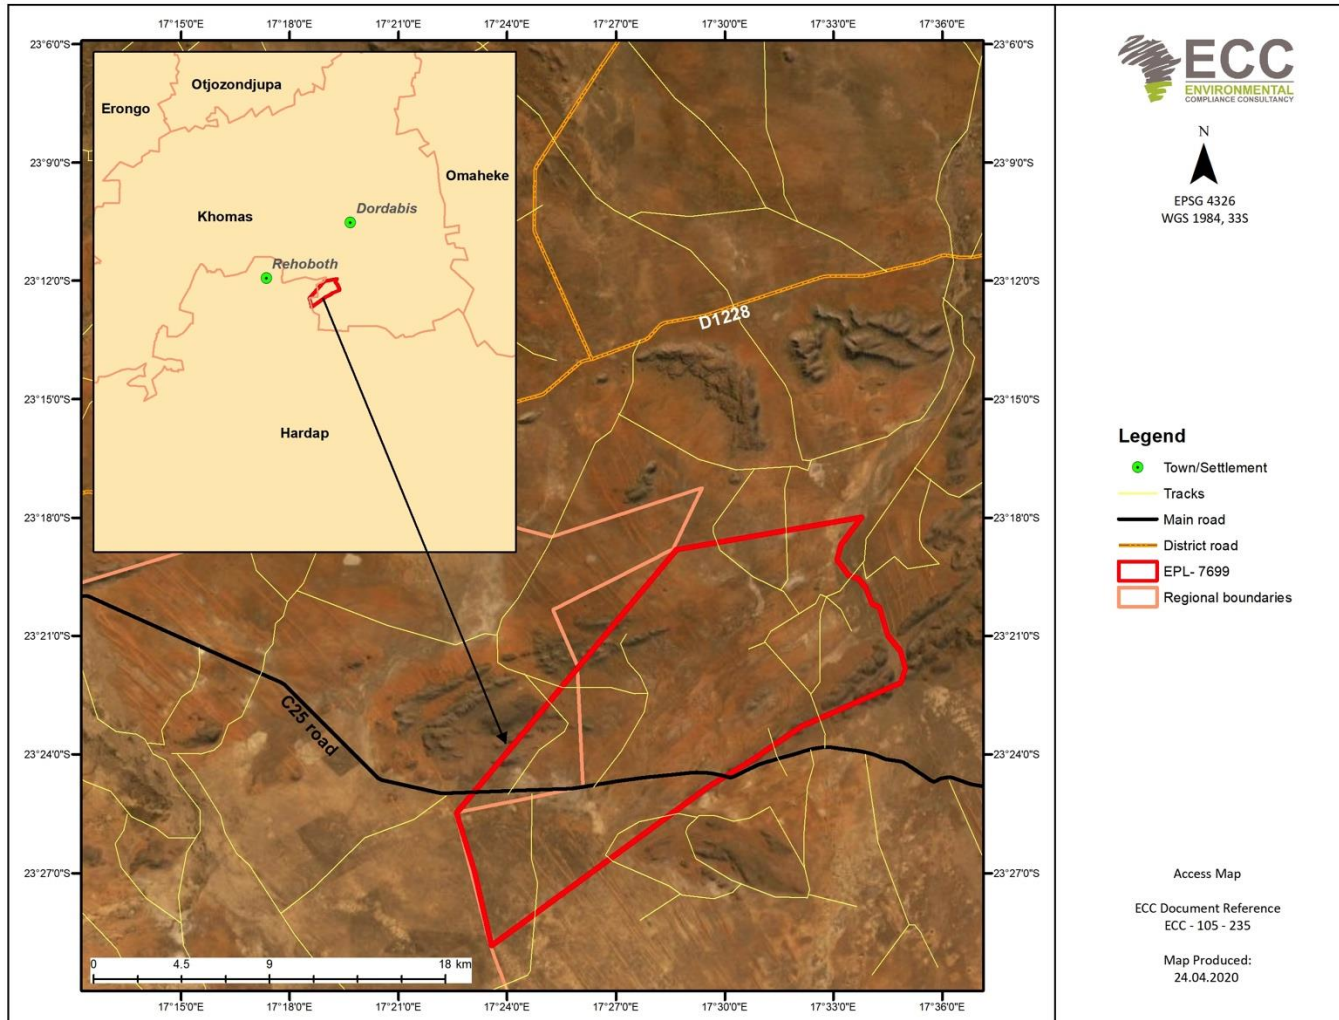 17°15'0"E 17°18'0"E 17°21'0"E 17°24'0"E 17°27'0"E 17°30'0"E 17°33'0"E 17°36'0"E
23°6'0"S 23°6'0"S
23°9'0"S 23°9'0"S
23°12'0"S 23°12'0"S
23°15'0"S 23°15'0"S
23°18'0"S 23°18'0"S
23°21'0"S 23°21'0"S
23°24'0"S 23°24'0"S
23°27'0"S 23°27'0"S
Otjozondjupa
Erongo
Omaheke
Khomas
Dordabis
Rehoboth
Hardap
D1228
C25 road
0 4.5 9 18 km
17°15'0"E 17°18'0"E 17°21'0"E 17°24'0"E 17°27'0"E 17°30'0"E 17°33'0"E 17°36'0"E
ECC
ENVIRONMENTAL
COMPLIANCE CONSULTANCY
N
EPSG 4326
WGS 1984, 33S
Legend
Town/Settlement
Tracks
Main road
District road
EPL- 7699
Regional boundaries
Access Map
ECC Document Reference
ECC - 105 - 235
Map Produced:
24.04.2020